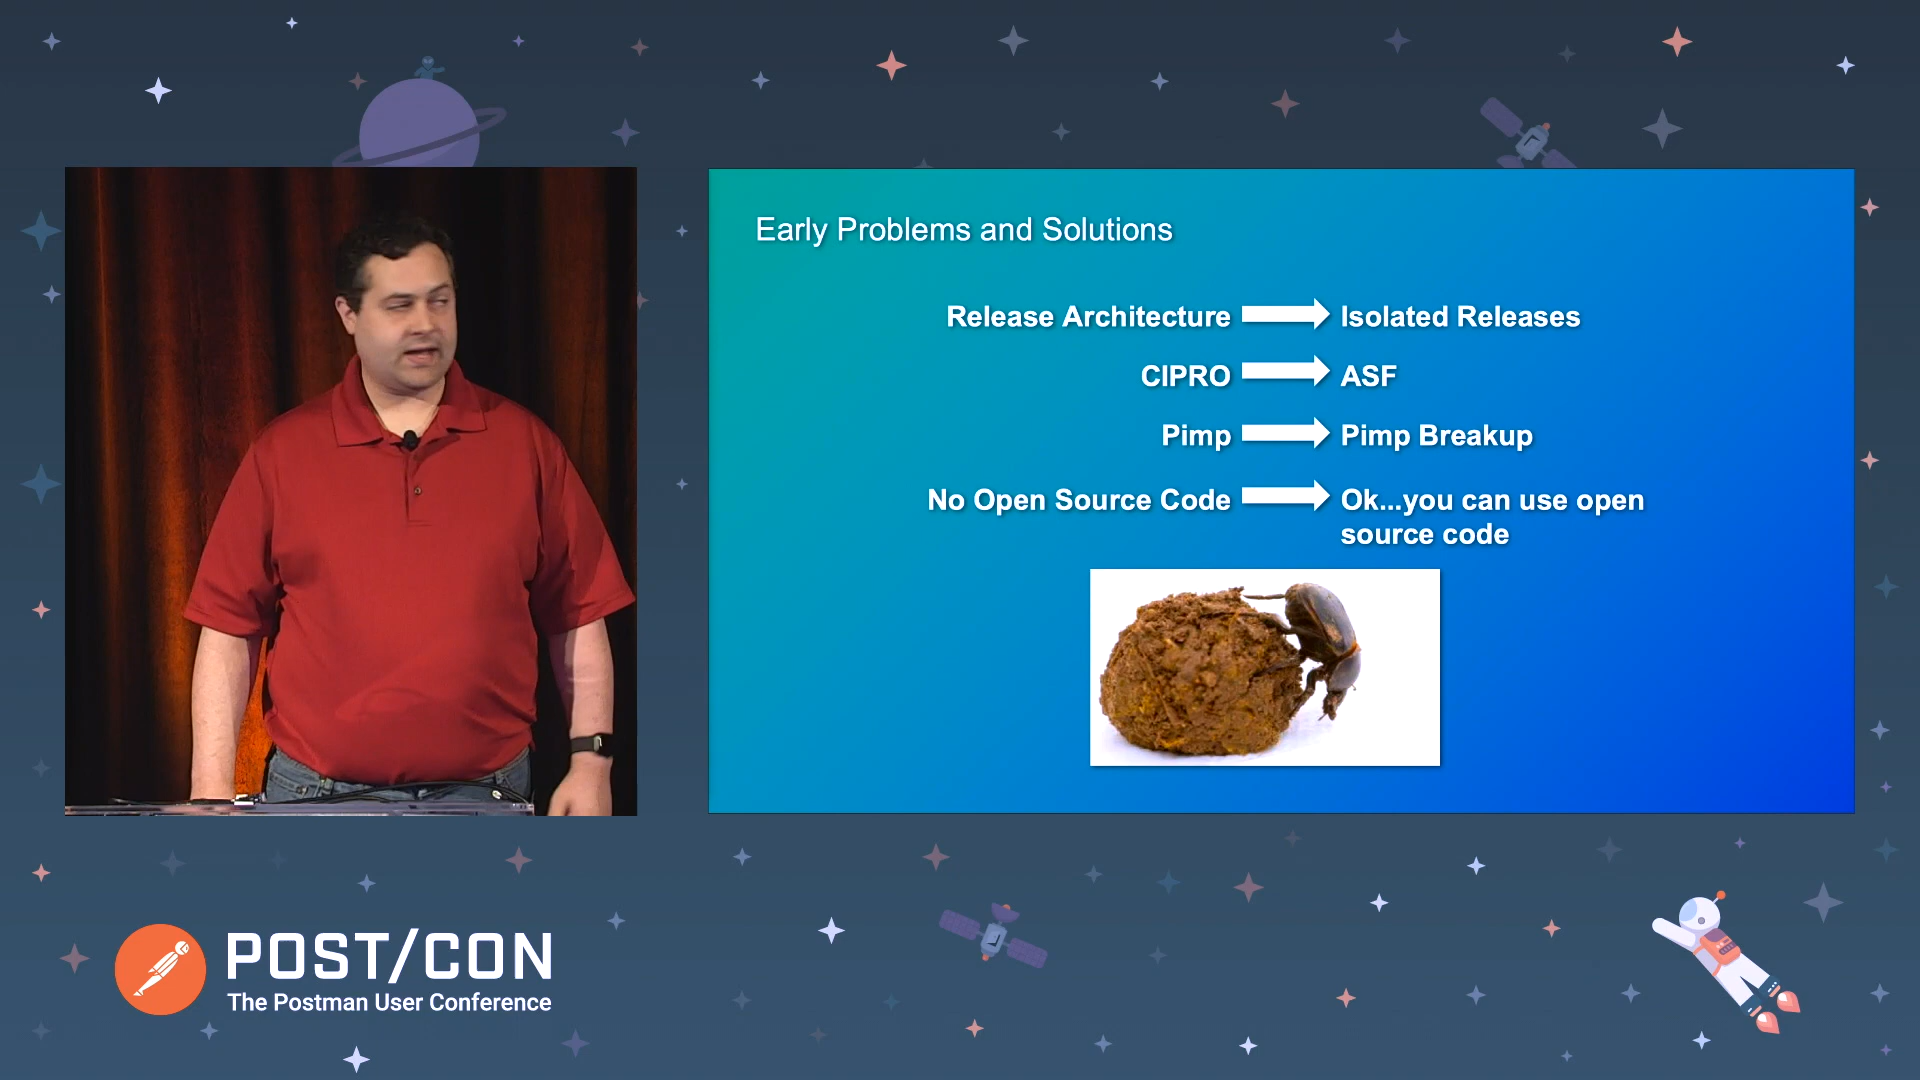 Early Problems and Solutions
Release Architecture Isolated Releases
CIPRO ASF
Pimp Pimp Breakup
No Open Source Code Ok...you can use open
source code
POST/CON
The Postman User Conference